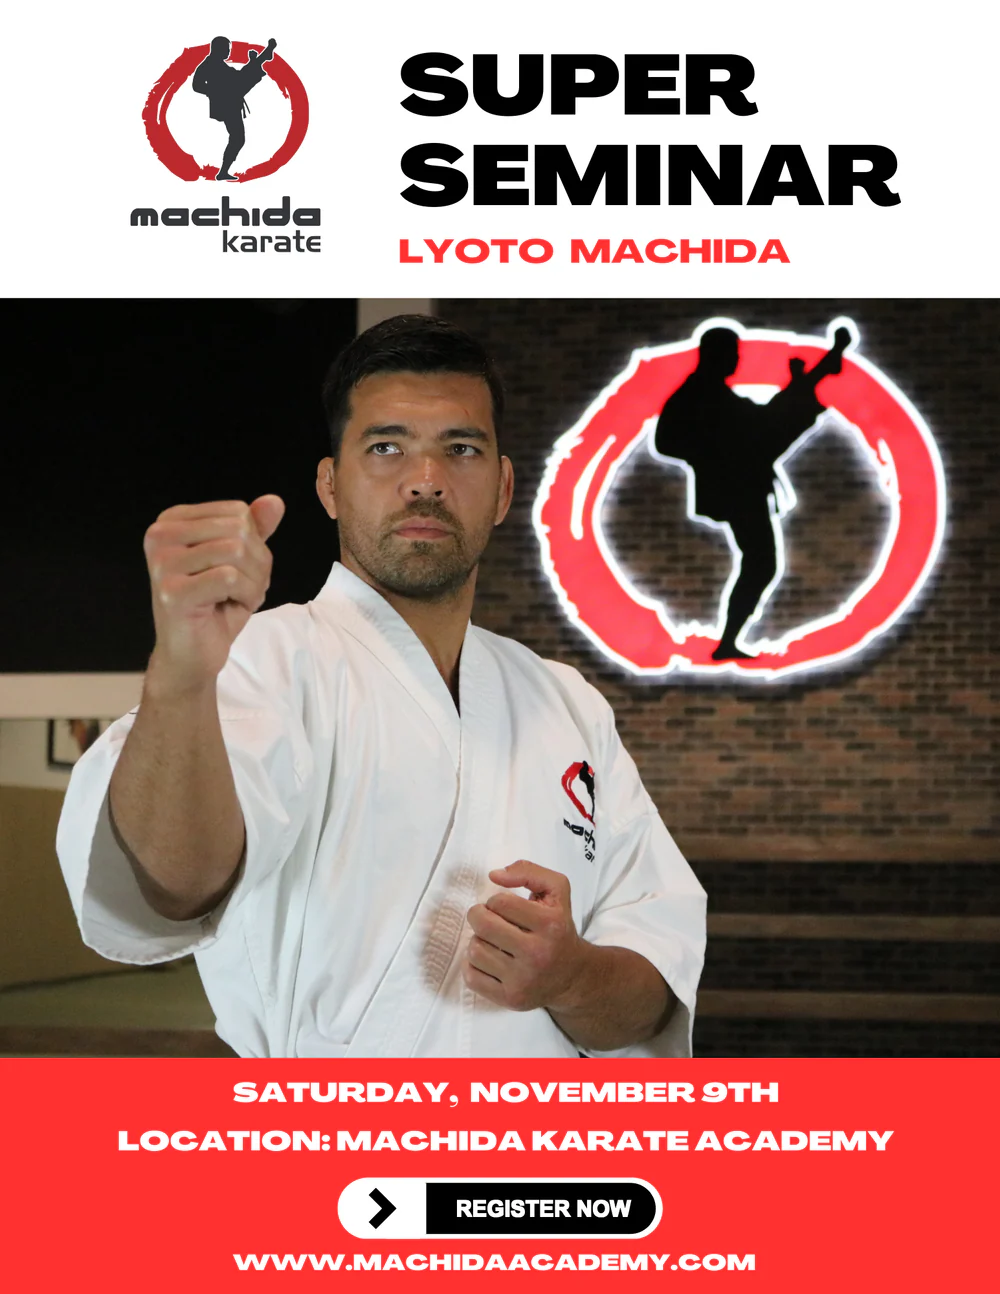 SUPER
SEMINAR
LYOTO MACHIDA
machida
karate
SATURDAY, NOVEMBER 9TH
LOCATION: MACHIDA KARATE ACADEMY
REGISTER NOW
WWW.MACHIDAACADEMY.COM